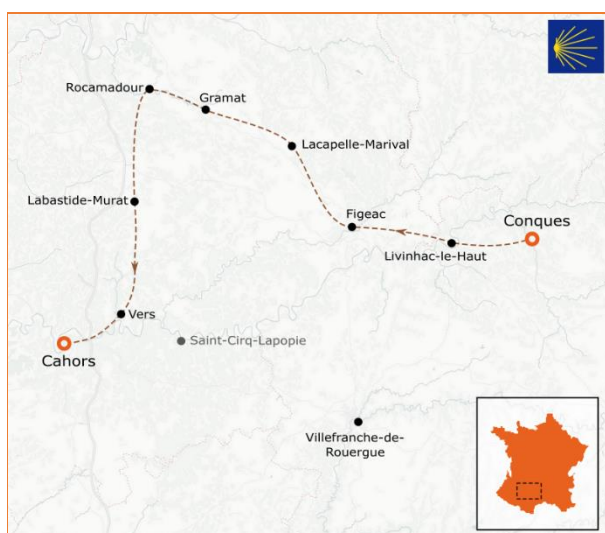 Rocamadour
Gramat
Lacapelle-Marival
Labastide-Murat
Figeac
Conques
Livinhac-le-Haut
Vers
Saint-Cirq-Lapopie
Cahors
Villefranche-de-
Rouergue